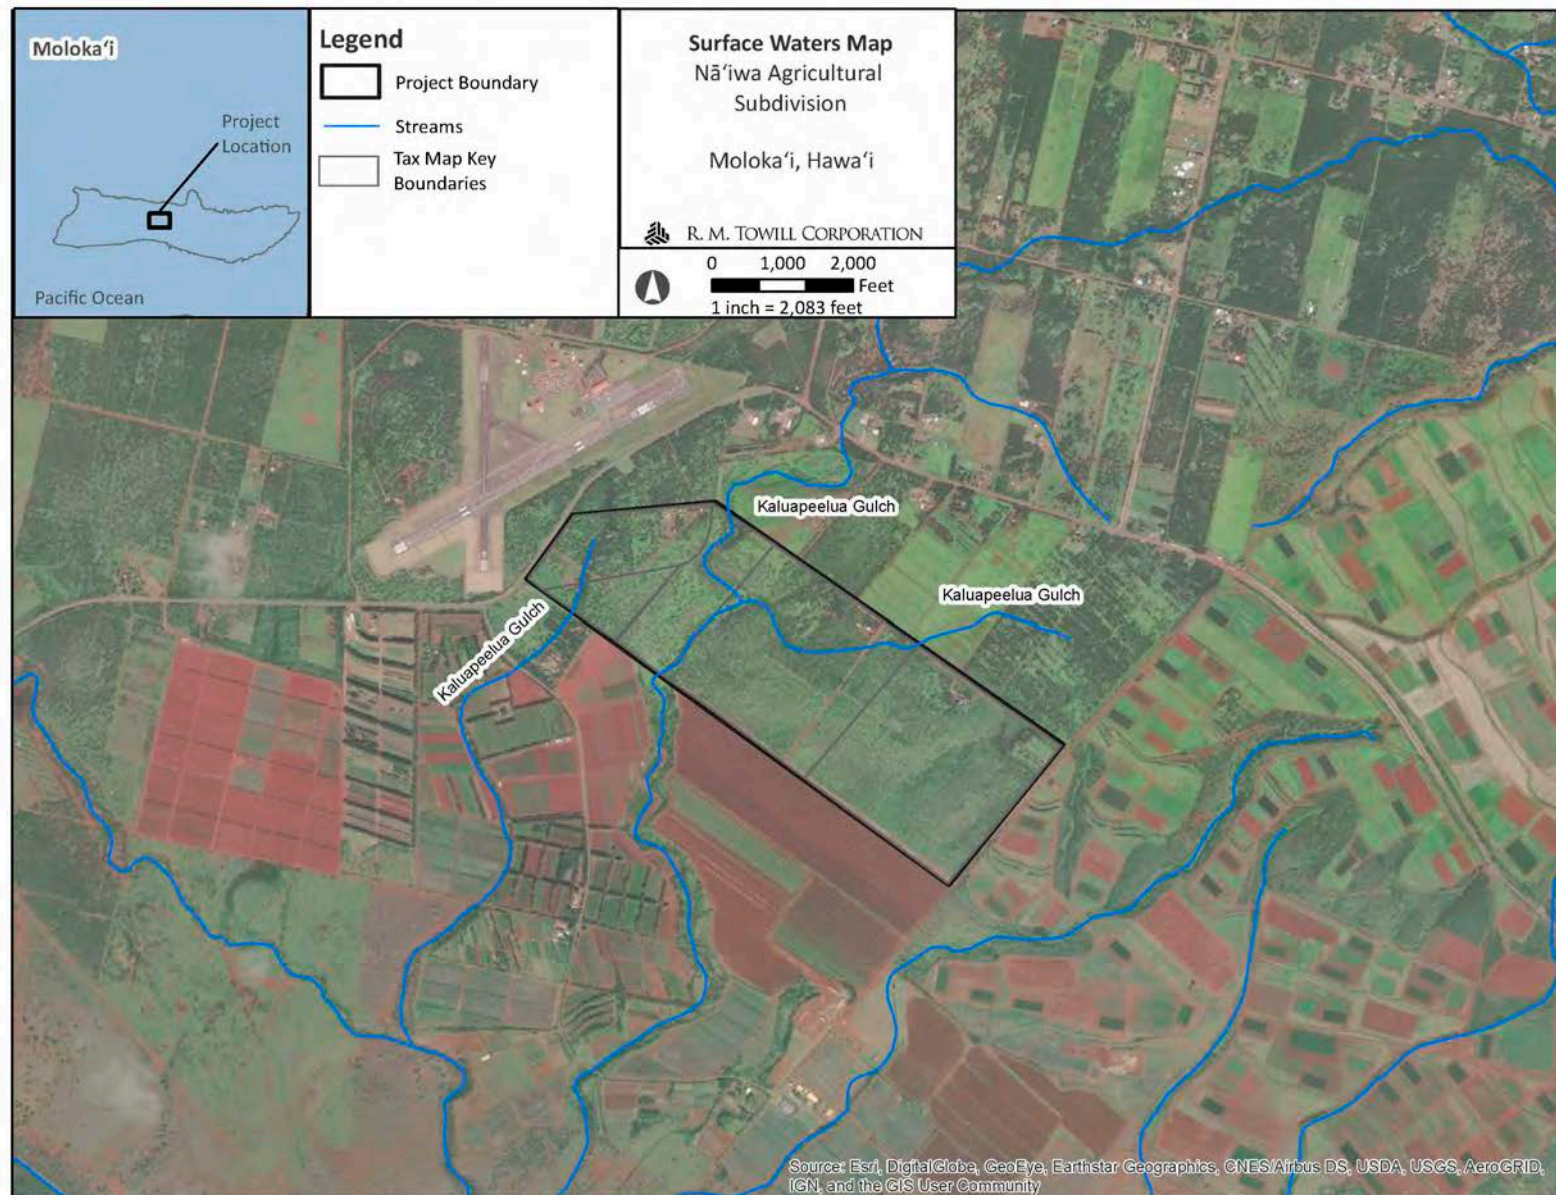 Moloka‘i
Project
Location
Pacific Ocean
Legend
Project Boundary
Streams
Tax Map Key
Boundaries
Surface Waters Map
Nā‘iwa Agricultural
Subdivision
Moloka‘i, Hawa‘i
R. M. TOWILL CORPORATION
0 1,000 2,000
Feet
1 inch = 2,083 feet
Kaluapeelua Gulch
Kaluapeelua Gulch
Kaluapeelua Gulch
Source: Esri, DigitalGlobe, GeoEye, Earthstar Geographics, CNES/Airbus DS, USDA, USGS, AeroGRID,
IGN, and the GIS User Community